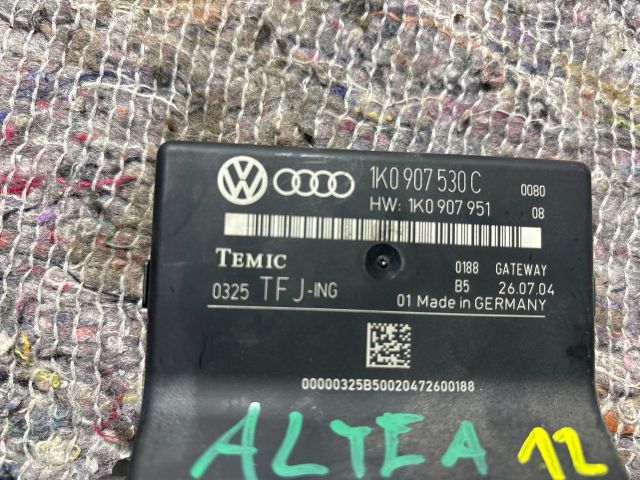 1K0 907 530 C 0080
HW: 1K0 907 951 08
TEMIC 0188 GATEWAY
0325 TFJ-ING B5 26.07.04
01 Made in GERMANY
00000325B50020472600188
ALTEA 12